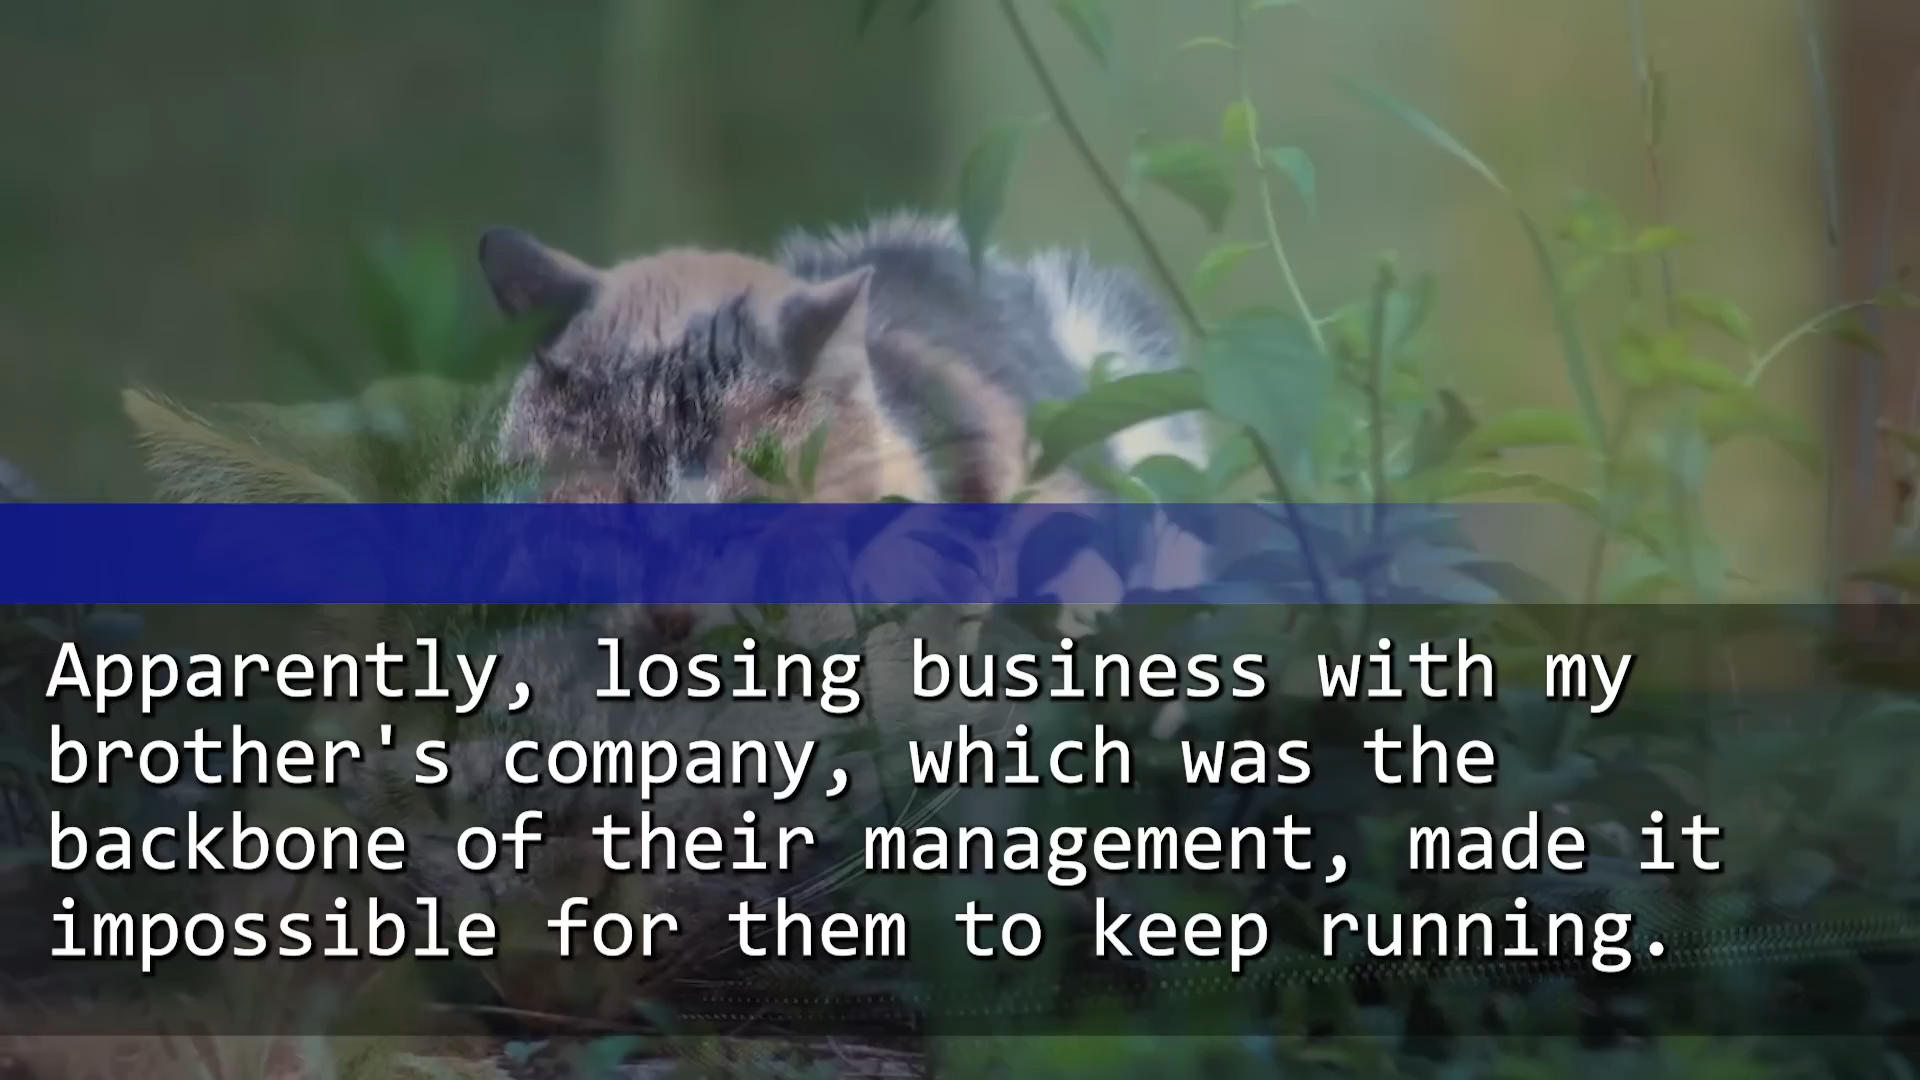 Apparently, losing business with my
brother's company, which was the
backbone of their management, made it
impossible for them to keep running.